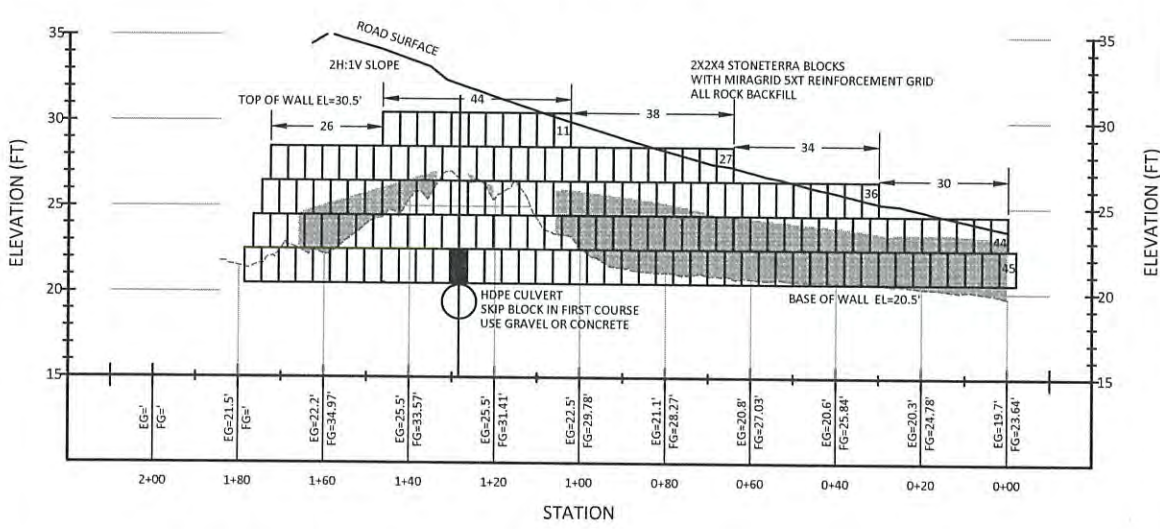 35
30
25
20
15
ELEVATION (FT)
ROAD SURFACE
2H:1V SLOPE
TOP OF WALL EL=30.5'
26
44
38
34
30
2X2X4 STONETERRA BLOCKS
WITH MIRAGRID 5XT REINFORCEMENT GRID
ALL ROCK BACKFILL
11
27
36
44
45
HDPE CULVERT
SKIP BLOCK IN FIRST COURSE
USE GRAVEL OR CONCRETE
BASE OF WALL EL=20.5'
35
30
25
20
15
ELEVATION (FT)
EG='
FG='
EG=21.5'
FG='
EG=22.2'
FG=34.97'
EG=25.5'
FG=33.57'
EG=25.5'
FG=31.41'
EG=22.5'
FG=29.78'
EG=21.1'
FG=28.27'
EG=20.8'
FG=27.03'
EG=20.6'
FG=25.84'
EG=20.3'
FG=24.78'
EG=19.7'
FG=23.64'
2+00 1+80 1+60 1+40 1+20 1+00 0+80 0+60 0+40 0+20 0+00
STATION